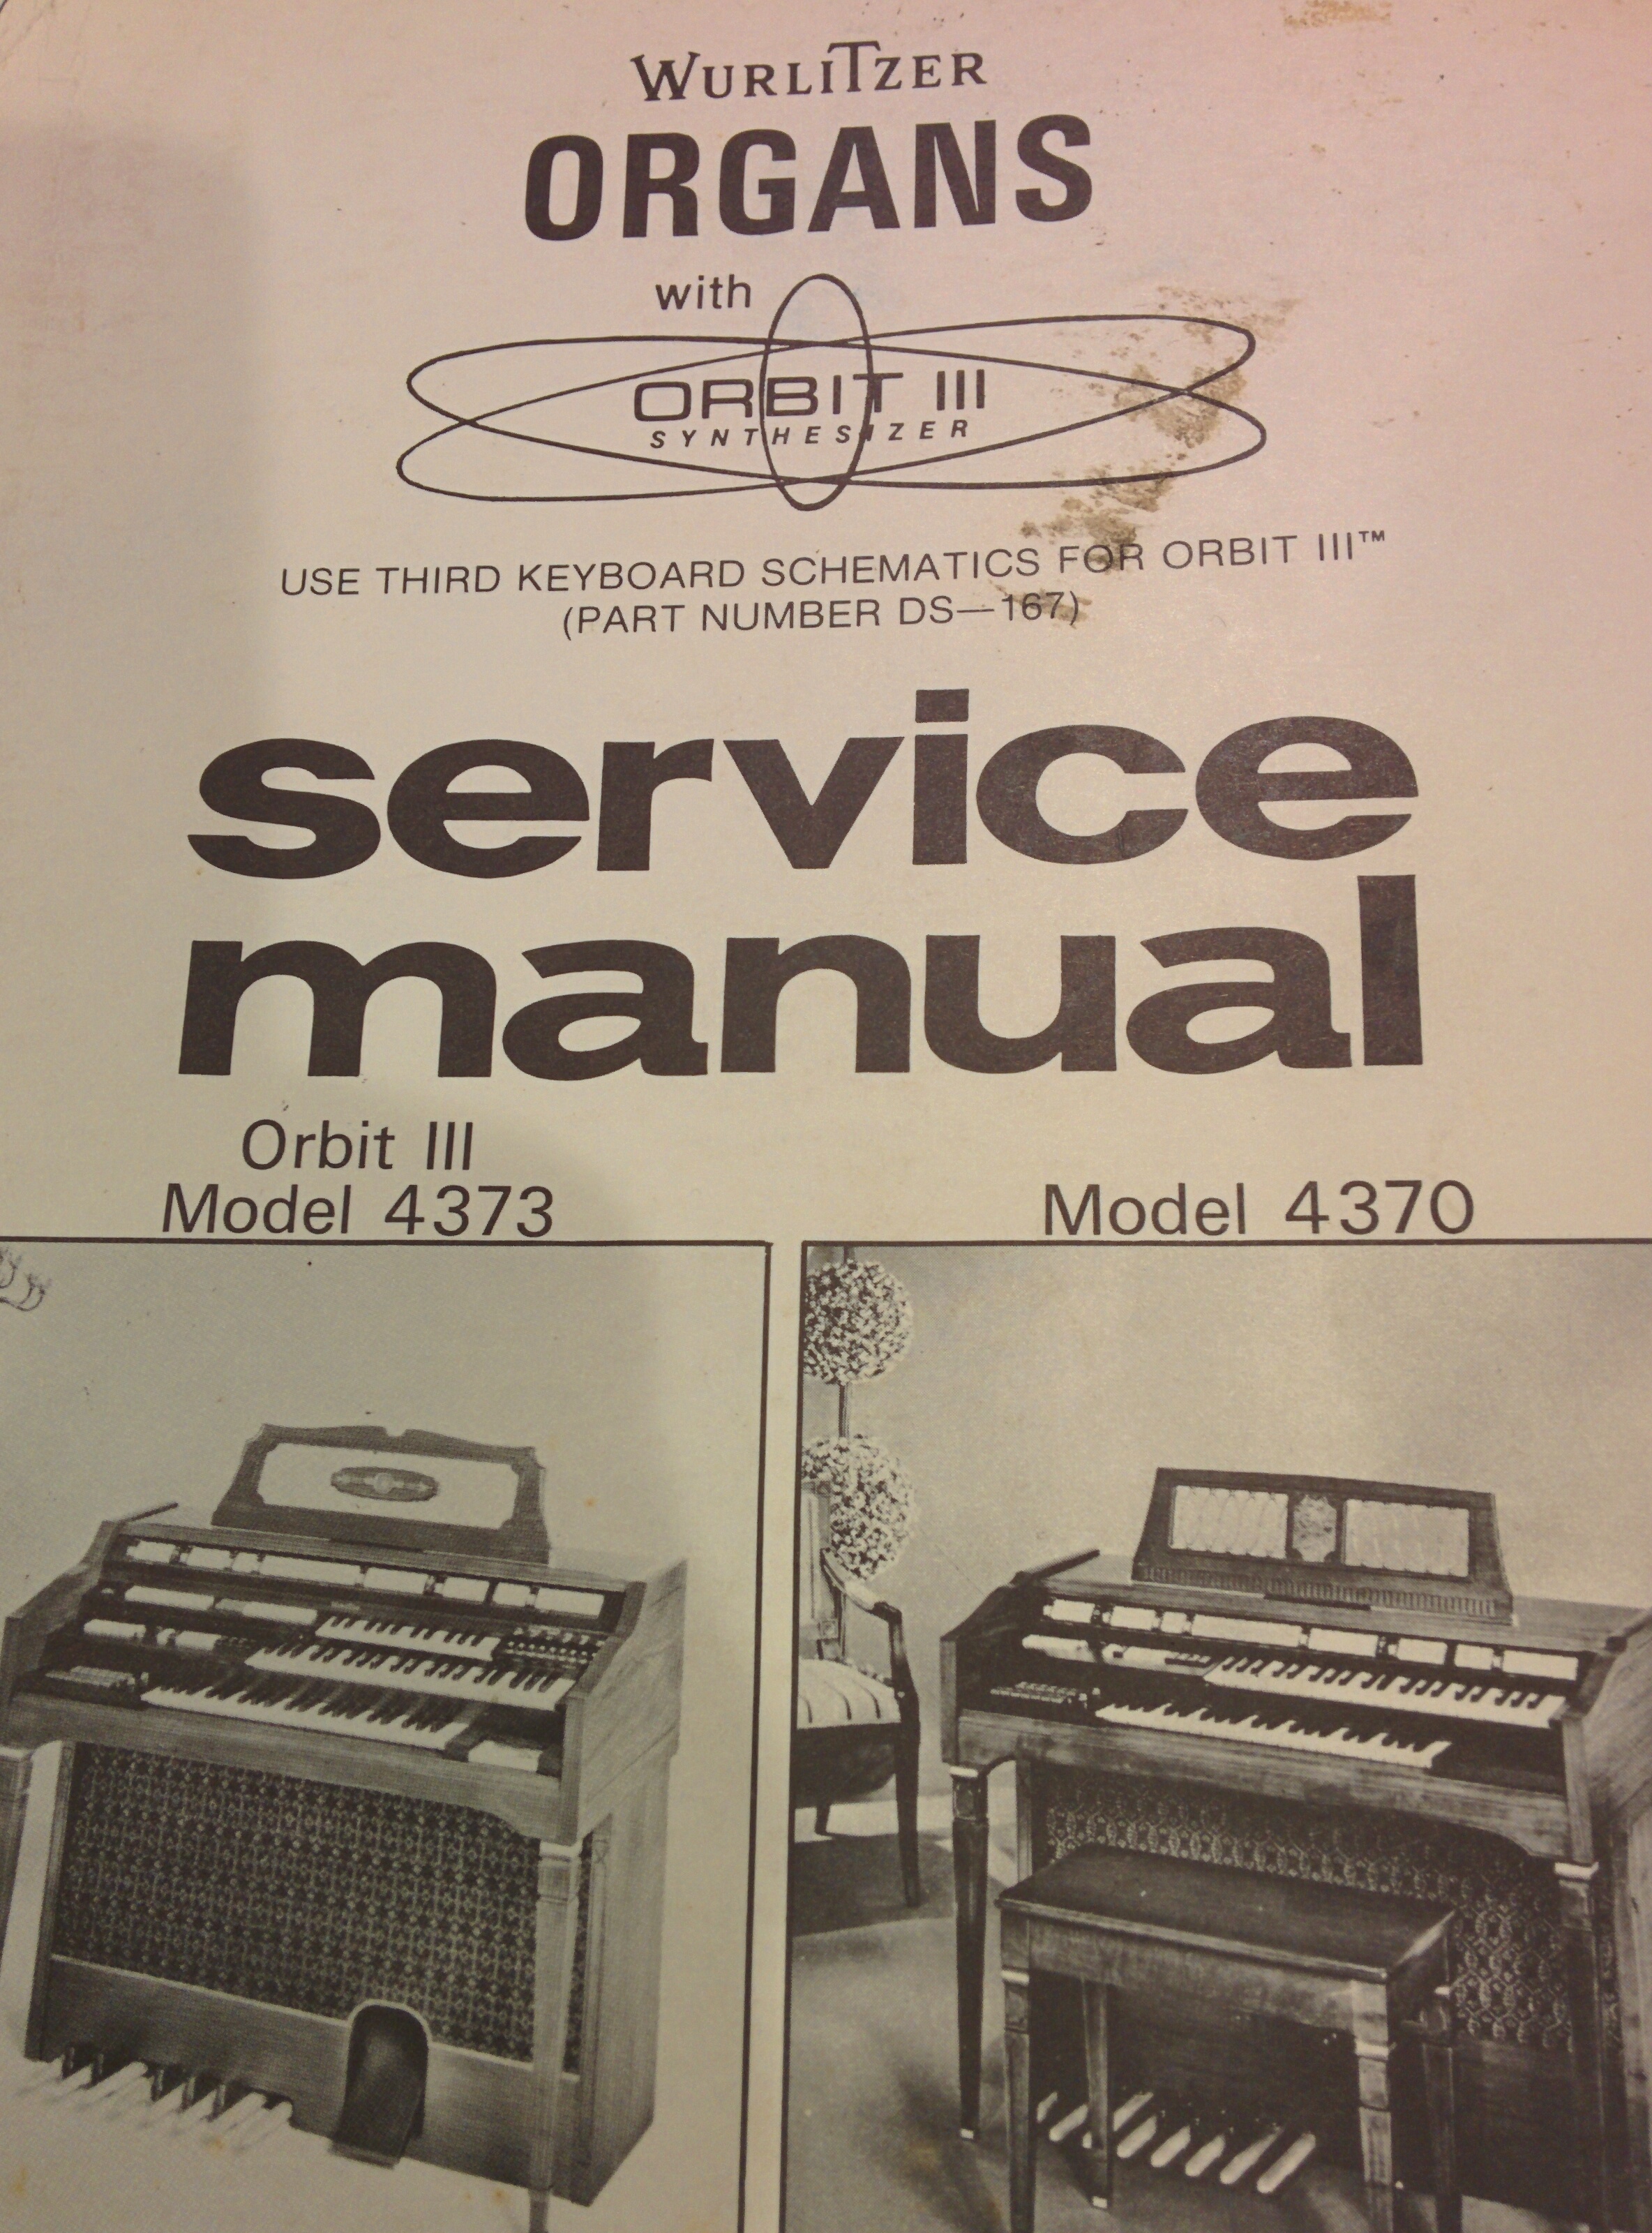 WURLITZER
ORGANS
with
ORBIT III
SYNTHESIZER
USE THIRD KEYBOARD SCHEMATICS FOR ORBIT III™
(PART NUMBER DS—167)
service
manual
Orbit III
Model 4373
Model 4370